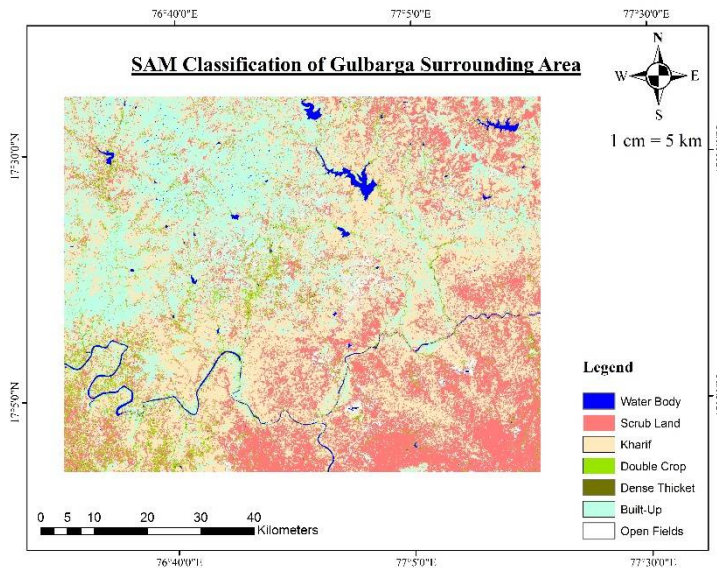 76°40'0"E 77°5'0"E 77°30'0"E
SAM Classification of Gulbarga Surrounding Area
N
W E
S
1 cm = 5 km
17°30'0"N
17°5'0"N
Legend
Water Body
Scrub Land
Kharif
Double Crop
Dense Thicket
Built-Up
Open Fields
0 5 10 20 30 40
Kilometers
76°40'0"E 77°5'0"E 77°30'0"E